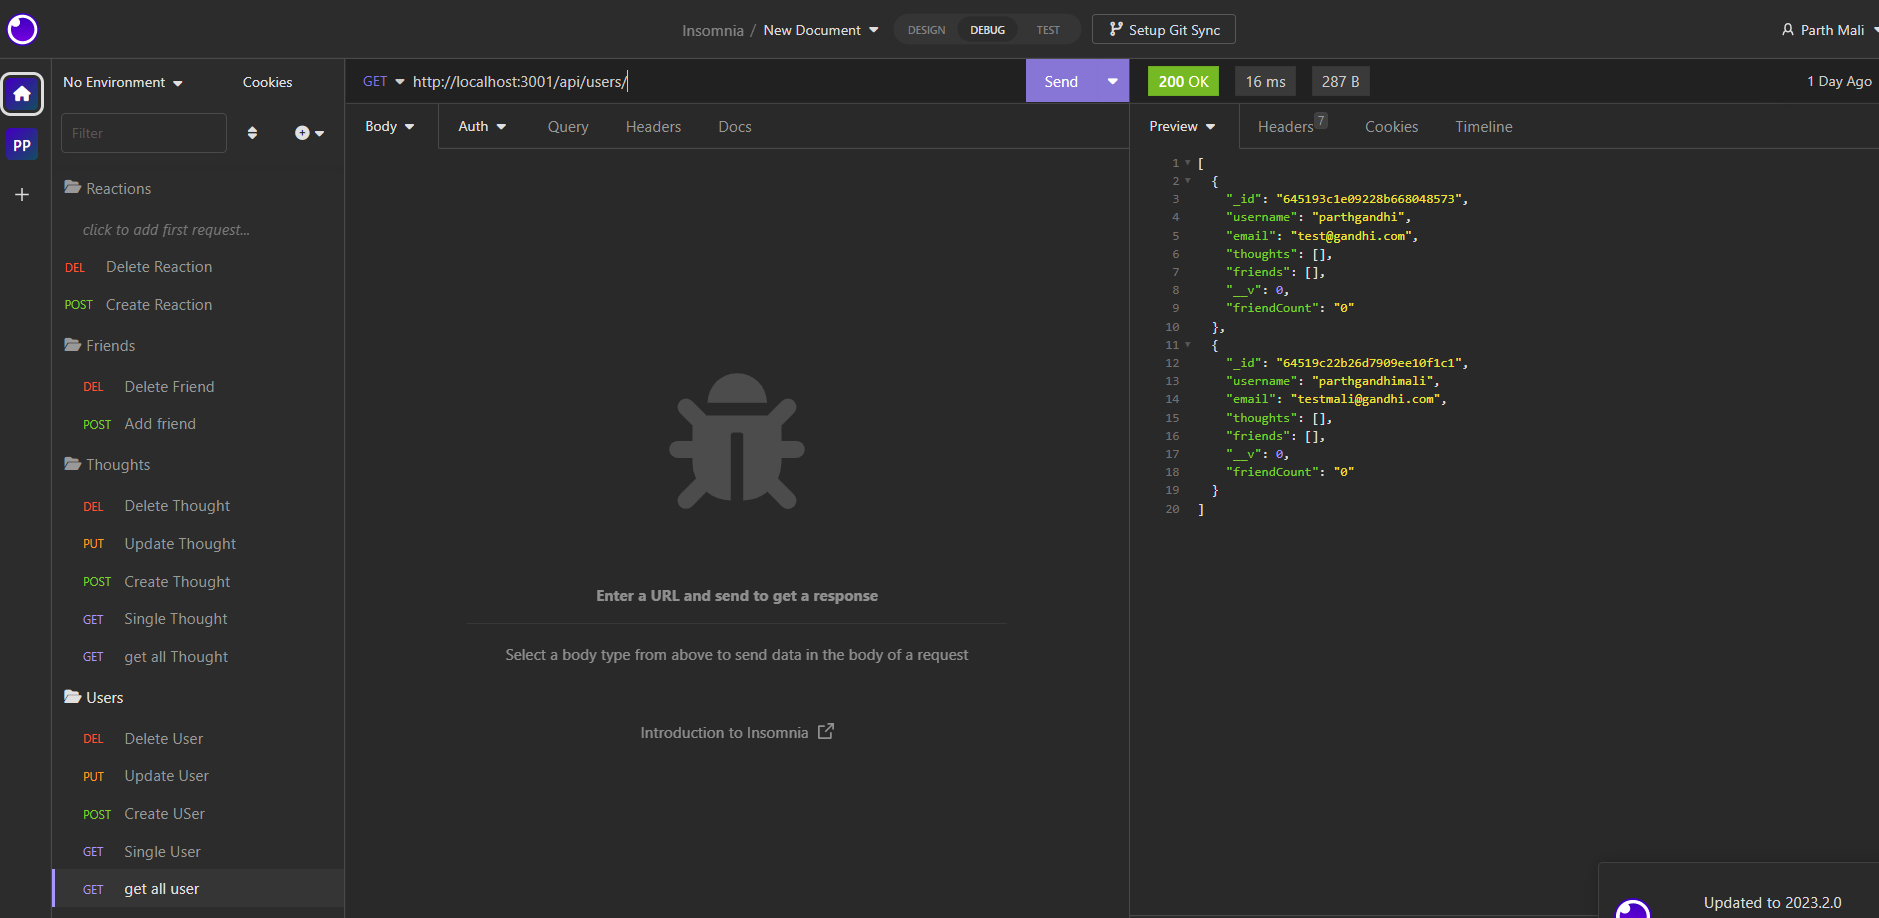 Insomnia / New Document
DESIGN DEBUG TEST
Setup Git Sync
Parth Mali
PP
No Environment
Cookies
Filter
Reactions
click to add first request...
DEL Delete Reaction
POST Create Reaction
Friends
DEL Delete Friend
POST Add friend
Thoughts
DEL Delete Thought
PUT Update Thought
POST Create Thought
GET Single Thought
GET get all Thought
Users
DEL Delete User
PUT Update User
POST Create USer
GET Single User
GET get all user
GET http://localhost:3001/api/users/
Send
Body Auth Query Headers Docs
Enter a URL and send to get a response
Select a body type from above to send data in the body of a request
Introduction to Insomnia
200 OK 16 ms 287 B 1 Day Ago
Preview Headers 7 Cookies Timeline
1 [
2 {
3 "_id": "645193c1e09228b668048573",
4 "username": "parthgandhi",
5 "email": "test@gandhi.com",
6 "thoughts": [],
7 "friends": [],
8 "__v": 0,
9 "friendCount": "0"
10 },
11 {
12 "_id": "64519c22b26d7909ee10f1c1",
13 "username": "parthgandhimali",
14 "email": "testmali@gandhi.com",
15 "thoughts": [],
16 "friends": [],
17 "__v": 0,
18 "friendCount": "0"
19 }
20 ]
Updated to 2023.2.0